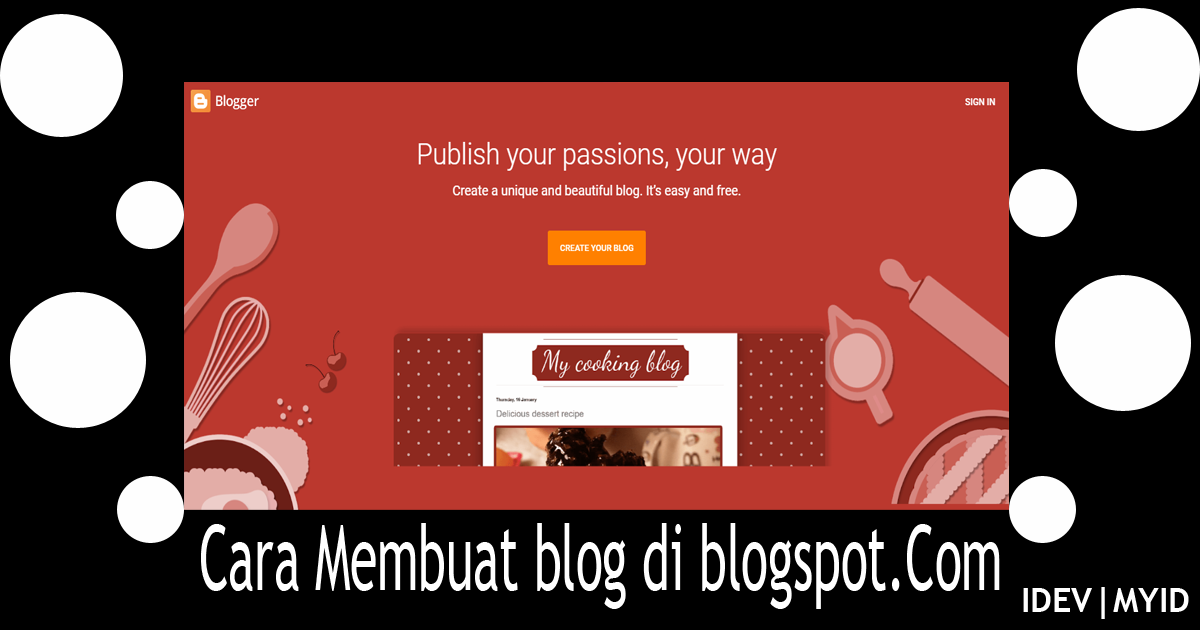 Blogger
SIGN IN
Publish your passions, your way
Create a unique and beautiful blog. It's easy and free.
CREATE YOUR BLOG
My cooking blog
Thursday, 19 January
Delicious dessert recipe
Cara Membuat blog di blogspot.Com
IDEV|MYID